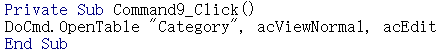 Private Sub Command9_Click()
DoCmd.OpenTable "Category", acViewNormal, acEdit
End Sub